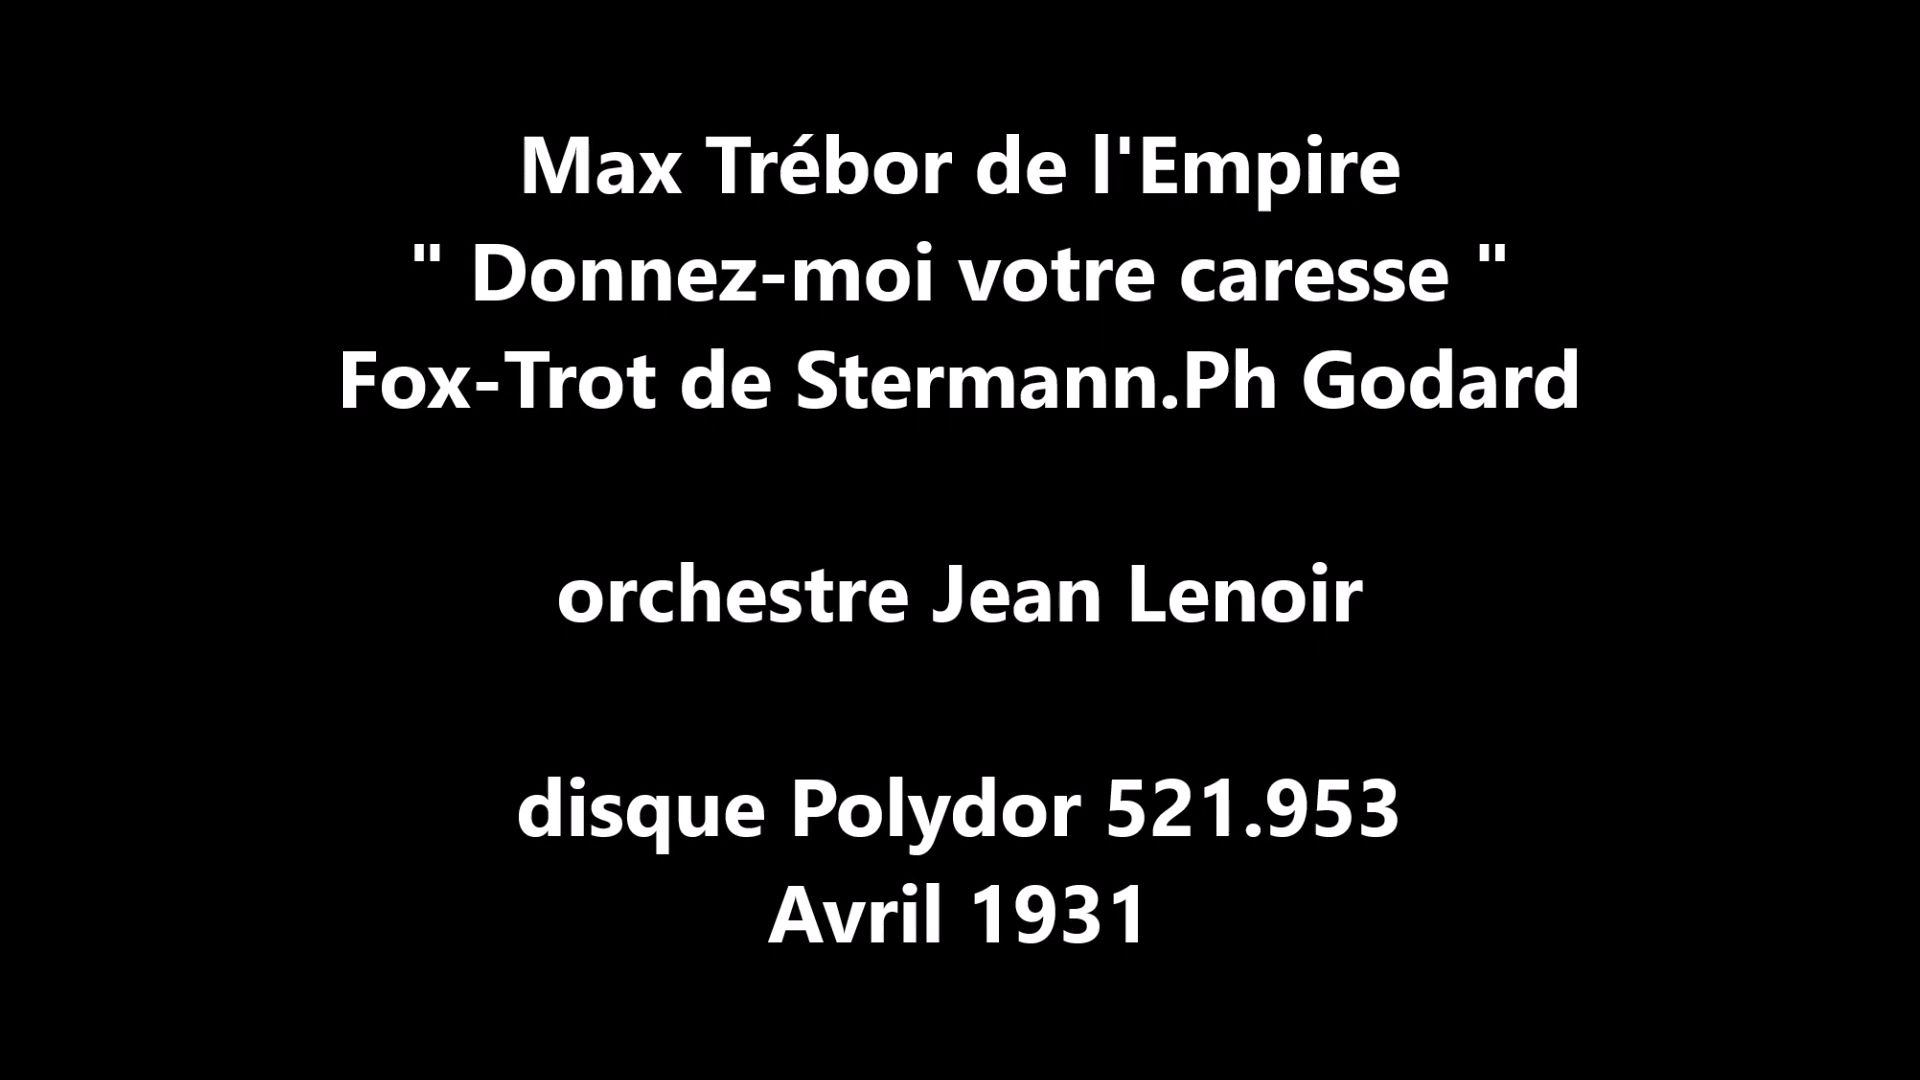 Max Trébor de l'Empire
" Donnez-moi votre caresse "
Fox-Trot de Stermann.Ph Godard
orchestre Jean Lenoir
disque Polydor 521.953
Avril 1931